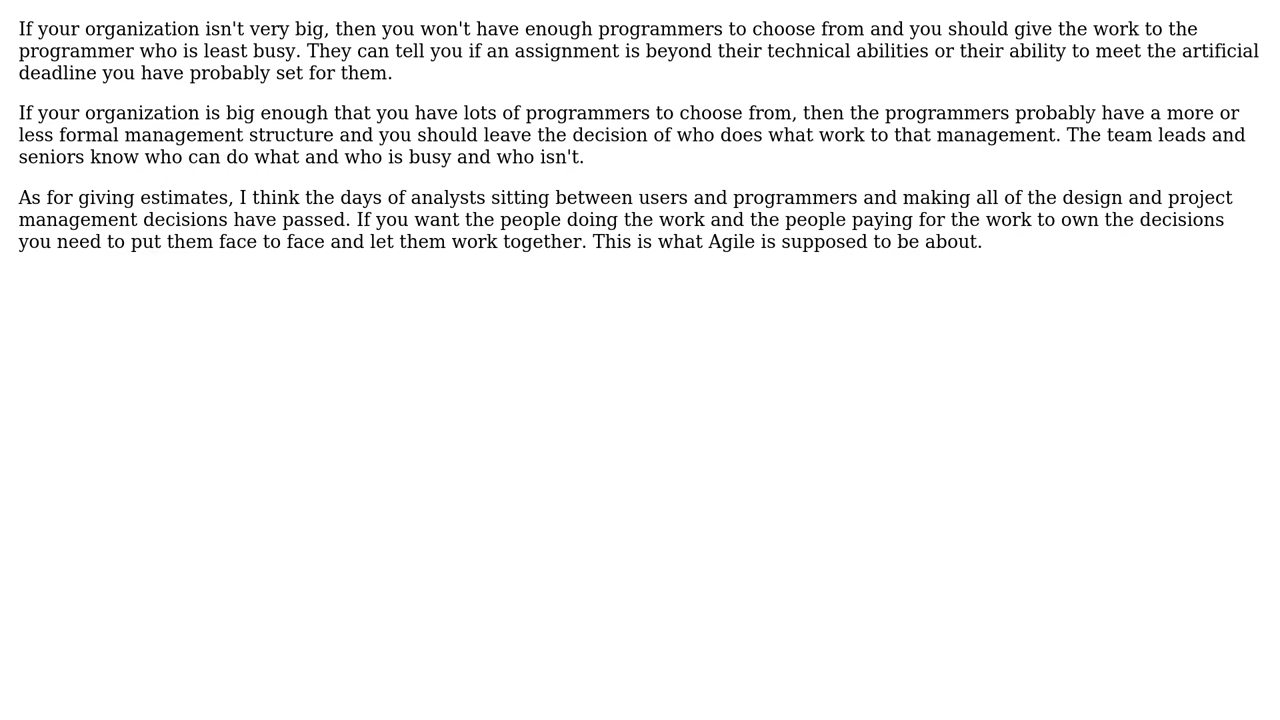 If your organization isn't very big, then you won't have enough programmers to choose from and you should give the work to the
programmer who is least busy. They can tell you if an assignment is beyond their technical abilities or their ability to meet the artificial
deadline you have probably set for them.
If your organization is big enough that you have lots of programmers to choose from, then the programmers probably have a more or
less formal management structure and you should leave the decision of who does what work to that management. The team leads and
seniors know who can do what and who is busy and who isn't.
As for giving estimates, I think the days of analysts sitting between users and programmers and making all of the design and project
management decisions have passed. If you want the people doing the work and the people paying for the work to own the decisions
you need to put them face to face and let them work together. This is what Agile is supposed to be about.